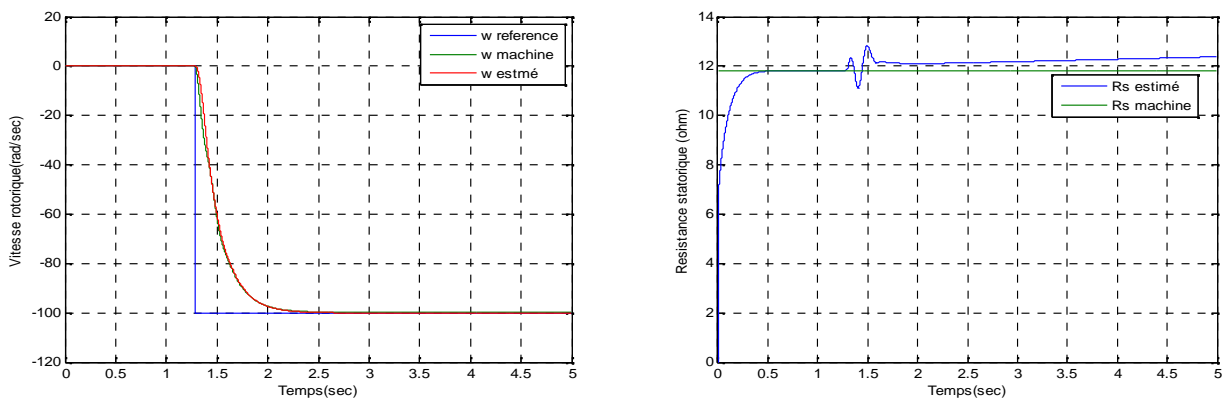 20
0
-20
-40
-60
-80
-100
-120
0 0.5 1 1.5 2 2.5 3 3.5 4 4.5 5
Vitesse rotorique(rad/sec)
Temps(sec)
w reference
w machine
w estmé
14
12
10
8
6
4
2
0
0 0.5 1 1.5 2 2.5 3 3.5 4 4.5 5
Resistance statorique (ohm)
Temps(sec)
Rs estimé
Rs machine